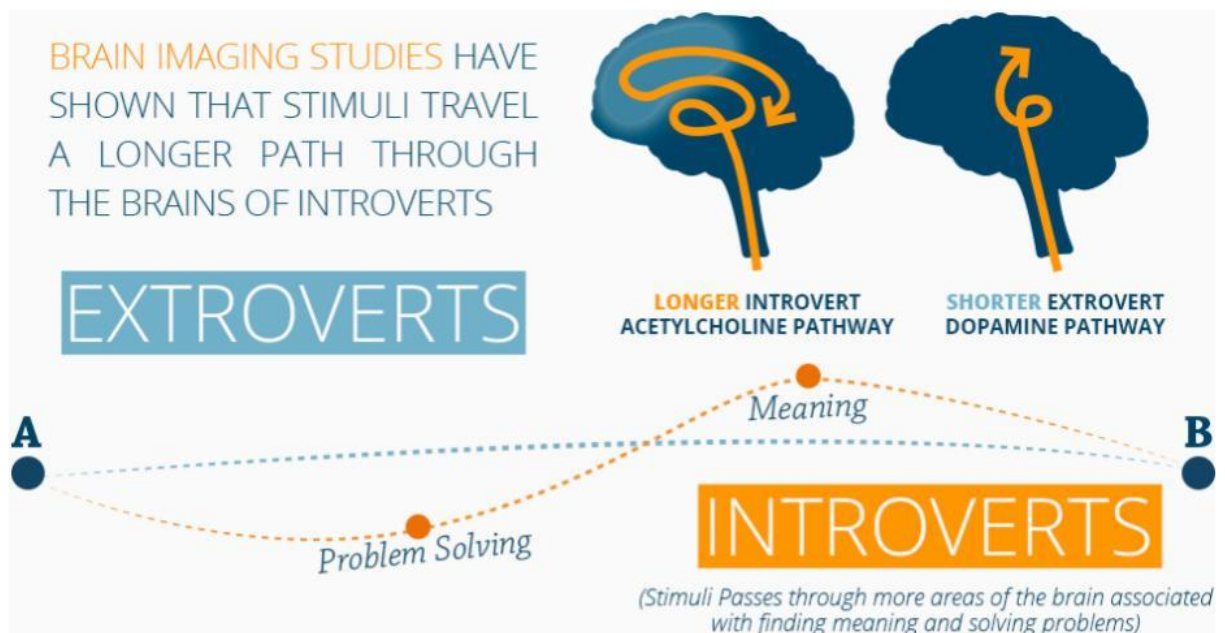 BRAIN IMAGING STUDIES HAVE
SHOWN THAT STIMULI TRAVEL
A LONGER PATH THROUGH
THE BRAINS OF INTROVERTS
EXTROVERTS
LONGER INTROVERT
ACETYLCHOLINE PATHWAY
SHORTER EXTROVERT
DOPAMINE PATHWAY
Meaning
A
B
Problem Solving
INTROVERTS
(Stimuli Passes through more areas of the brain associated
with finding meaning and solving problems)